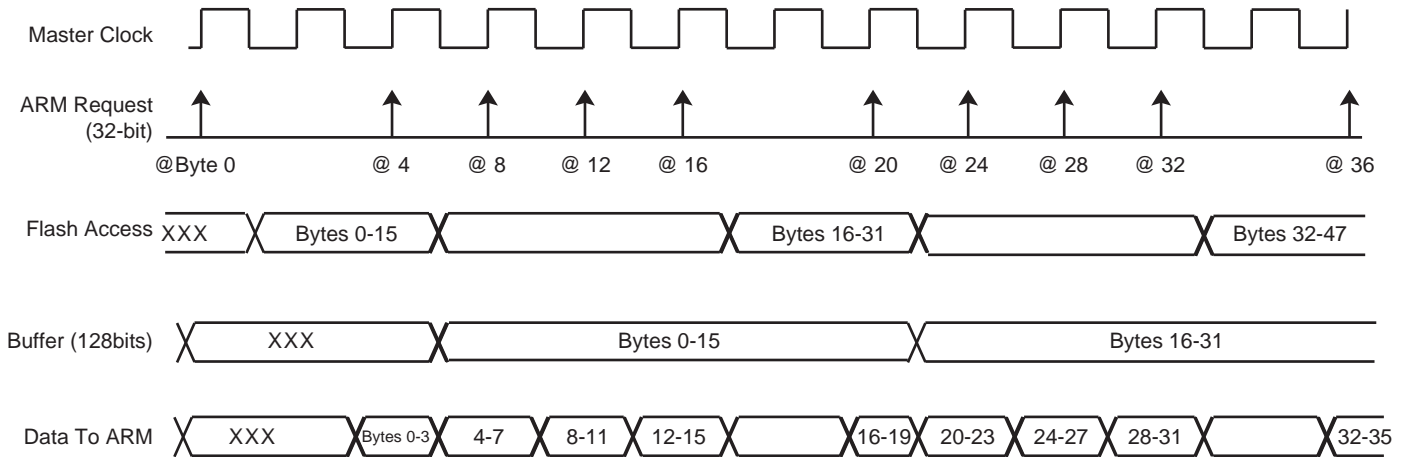 Master Clock
ARM Request
(32-bit)
@Byte 0 @ 4 @ 8 @ 12 @ 16 @ 20 @ 24 @ 28 @ 32 @ 36
Flash Access XXX Bytes 0-15 Bytes 16-31 Bytes 32-47
Buffer (128bits) XXX Bytes 0-15 Bytes 16-31
Data To ARM XXX Bytes 0-3 4-7 8-11 12-15 16-19 20-23 24-27 28-31 32-35